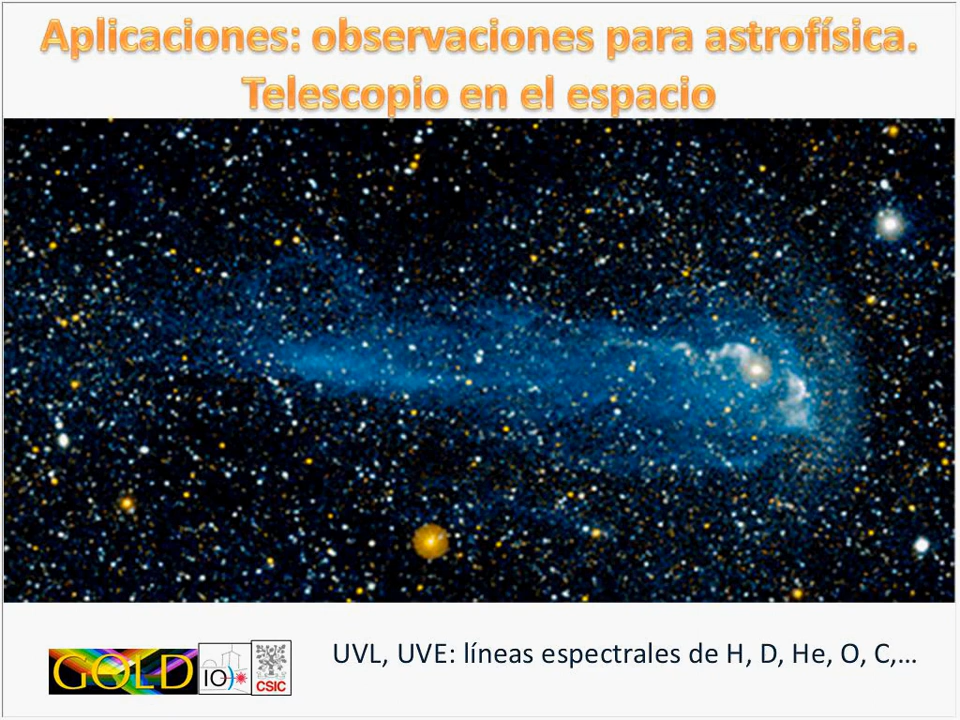 Aplicaciones: observaciones para astrofísica.
Telescopio en el espacio
UVL, UVE: líneas espectrales de H, D, He, O, C,...
GOLD
IO
CSIC